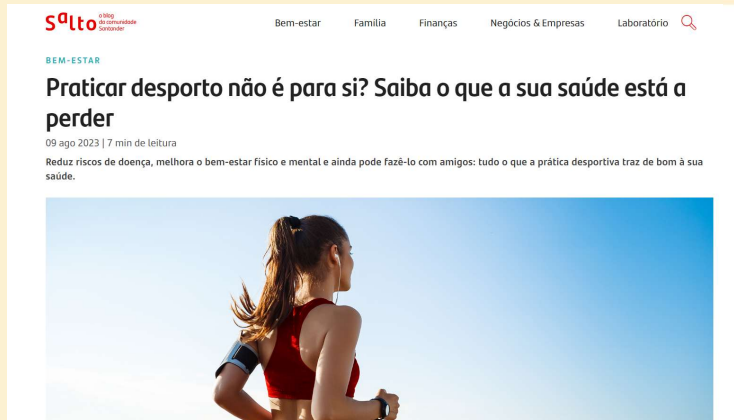 Salto
o blog
da comunidade
Santander
Bem-estar Família Finanças Negócios & Empresas Laboratório
BEM-ESTAR
Praticar desporto não é para si? Saiba o que a sua saúde está a
perder
09 ago 2023 | 7 min de leitura
Reduz riscos de doença, melhora o bem-estar físico e mental e ainda pode fazê-lo com amigos: tudo o que a prática desportiva traz de bom à sua
saúde.